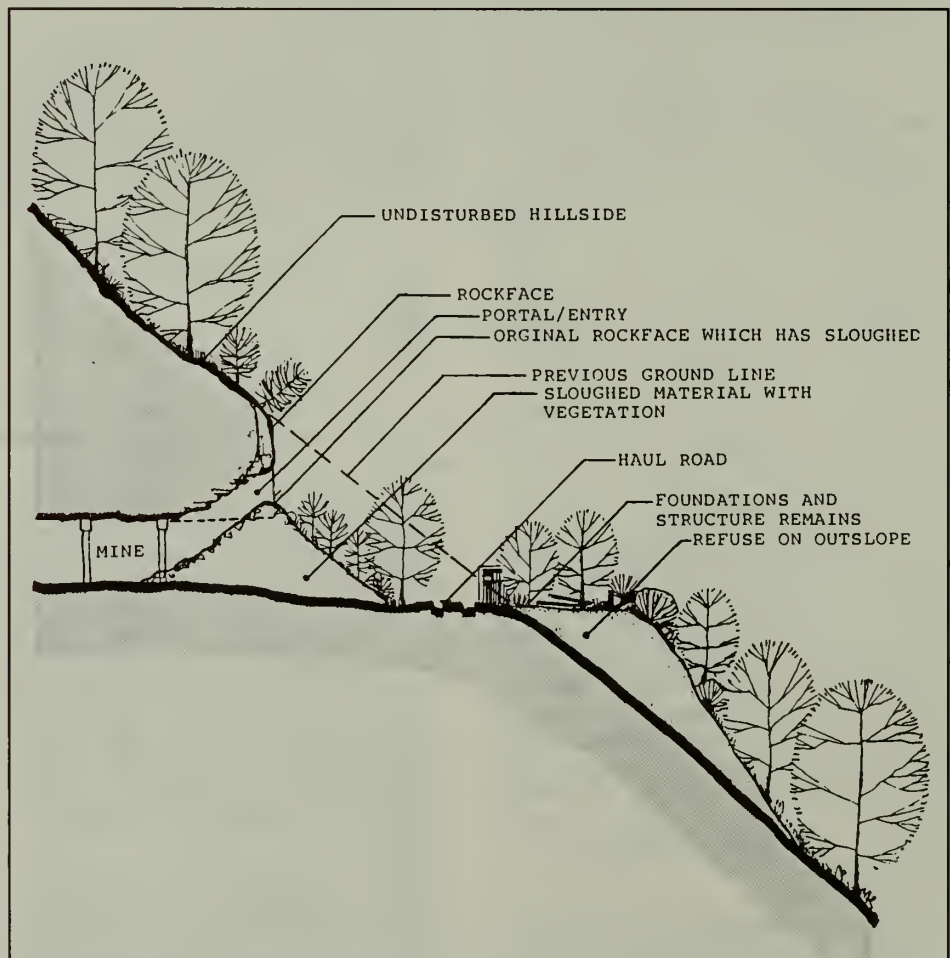 UNDISTURBED HILLSIDE
ROCKFACE
PORTAL/ENTRY
ORGINAL ROCKFACE WHICH HAS SLOUGHED
PREVIOUS GROUND LINE
SLOUGHED MATERIAL WITH
VEGETATION
HAUL ROAD
FOUNDATIONS AND
STRUCTURE REMAINS
REFUSE ON OUTSLOPE
MINE